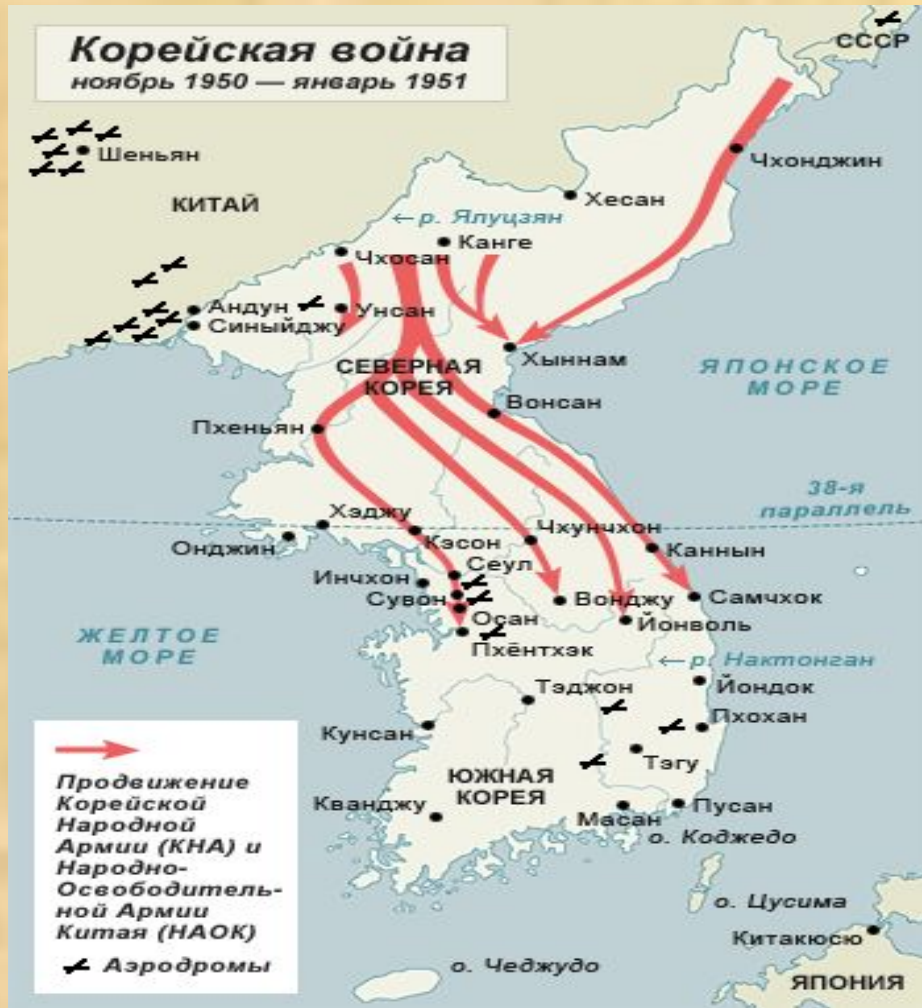 Корейская война
ноябрь 1950 — январь 1951
СССР
Шеньян
Чхонджин
КИТАЙ
Хесан
← р. Ялуцзян
Канге
Чхосан
Андун
Унсан
Синыйджу
Хыннам
СЕВЕРНАЯ
КОРЕЯ
ЯПОНСКОЕ
МОРЕ
Вонсан
Пхеньян
38-я
параллель
Хэджу
Чхунчхон
Онджин
Кэсон
Каннын
Сеул
Инчхон
Сувон
Вонджу
Самчхок
Осан
Йонволь
ЖЕЛТОЕ
МОРЕ
Пхёнтхэк
← р. Нактонган
Тэджон
Йондок
Кунсан
Пхохан
Тэгу
ЮЖНАЯ
КОРЕЯ
Кванджу
Масан
Пусан
о. Коджедо
Продвижение
Корейской
Народной
Армии (КНА) и
Народно-
Освободитель-
ной Армии
Китая (НАОК)
Аэродромы
о. Цусима
Китакюсю
о. Чеджудо
ЯПОНИЯ